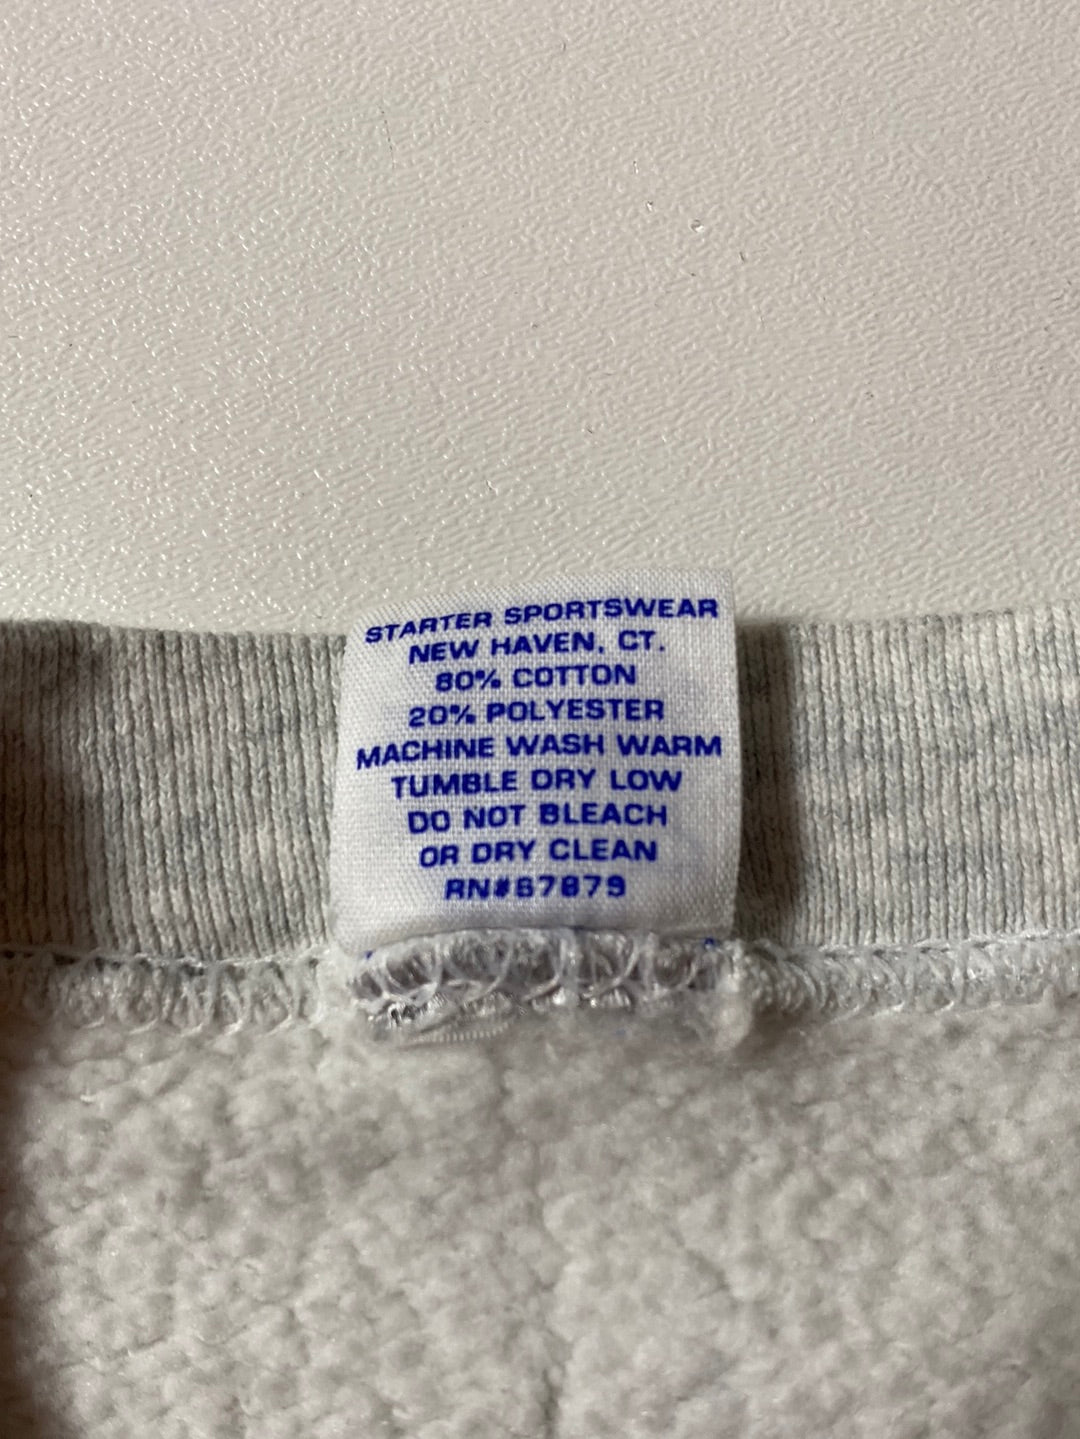 STARTER SPORTSWEAR
NEW HAVEN, CT.
80% COTTON
20% POLYESTER
MACHINE WASH WARM
TUMBLE DRY LOW
DO NOT BLEACH
OR DRY CLEAN
RN#67879